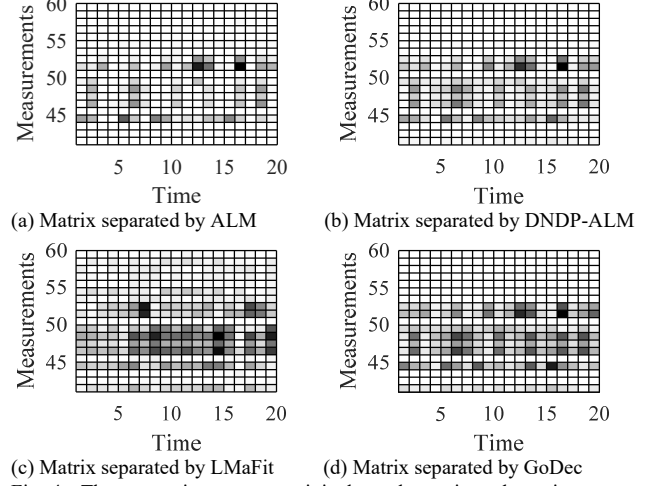 60
55
50
45
Measurements
5 10 15 20
Time
(a) Matrix separated by ALM
60
55
50
45
Measurements
5 10 15 20
Time
(b) Matrix separated by DNDP-ALM
60
55
50
45
Measurements
5 10 15 20
Time
(c) Matrix separated by LMaFit
60
55
50
45
Measurements
5 10 15 20
Time
(d) Matrix separated by GoDec